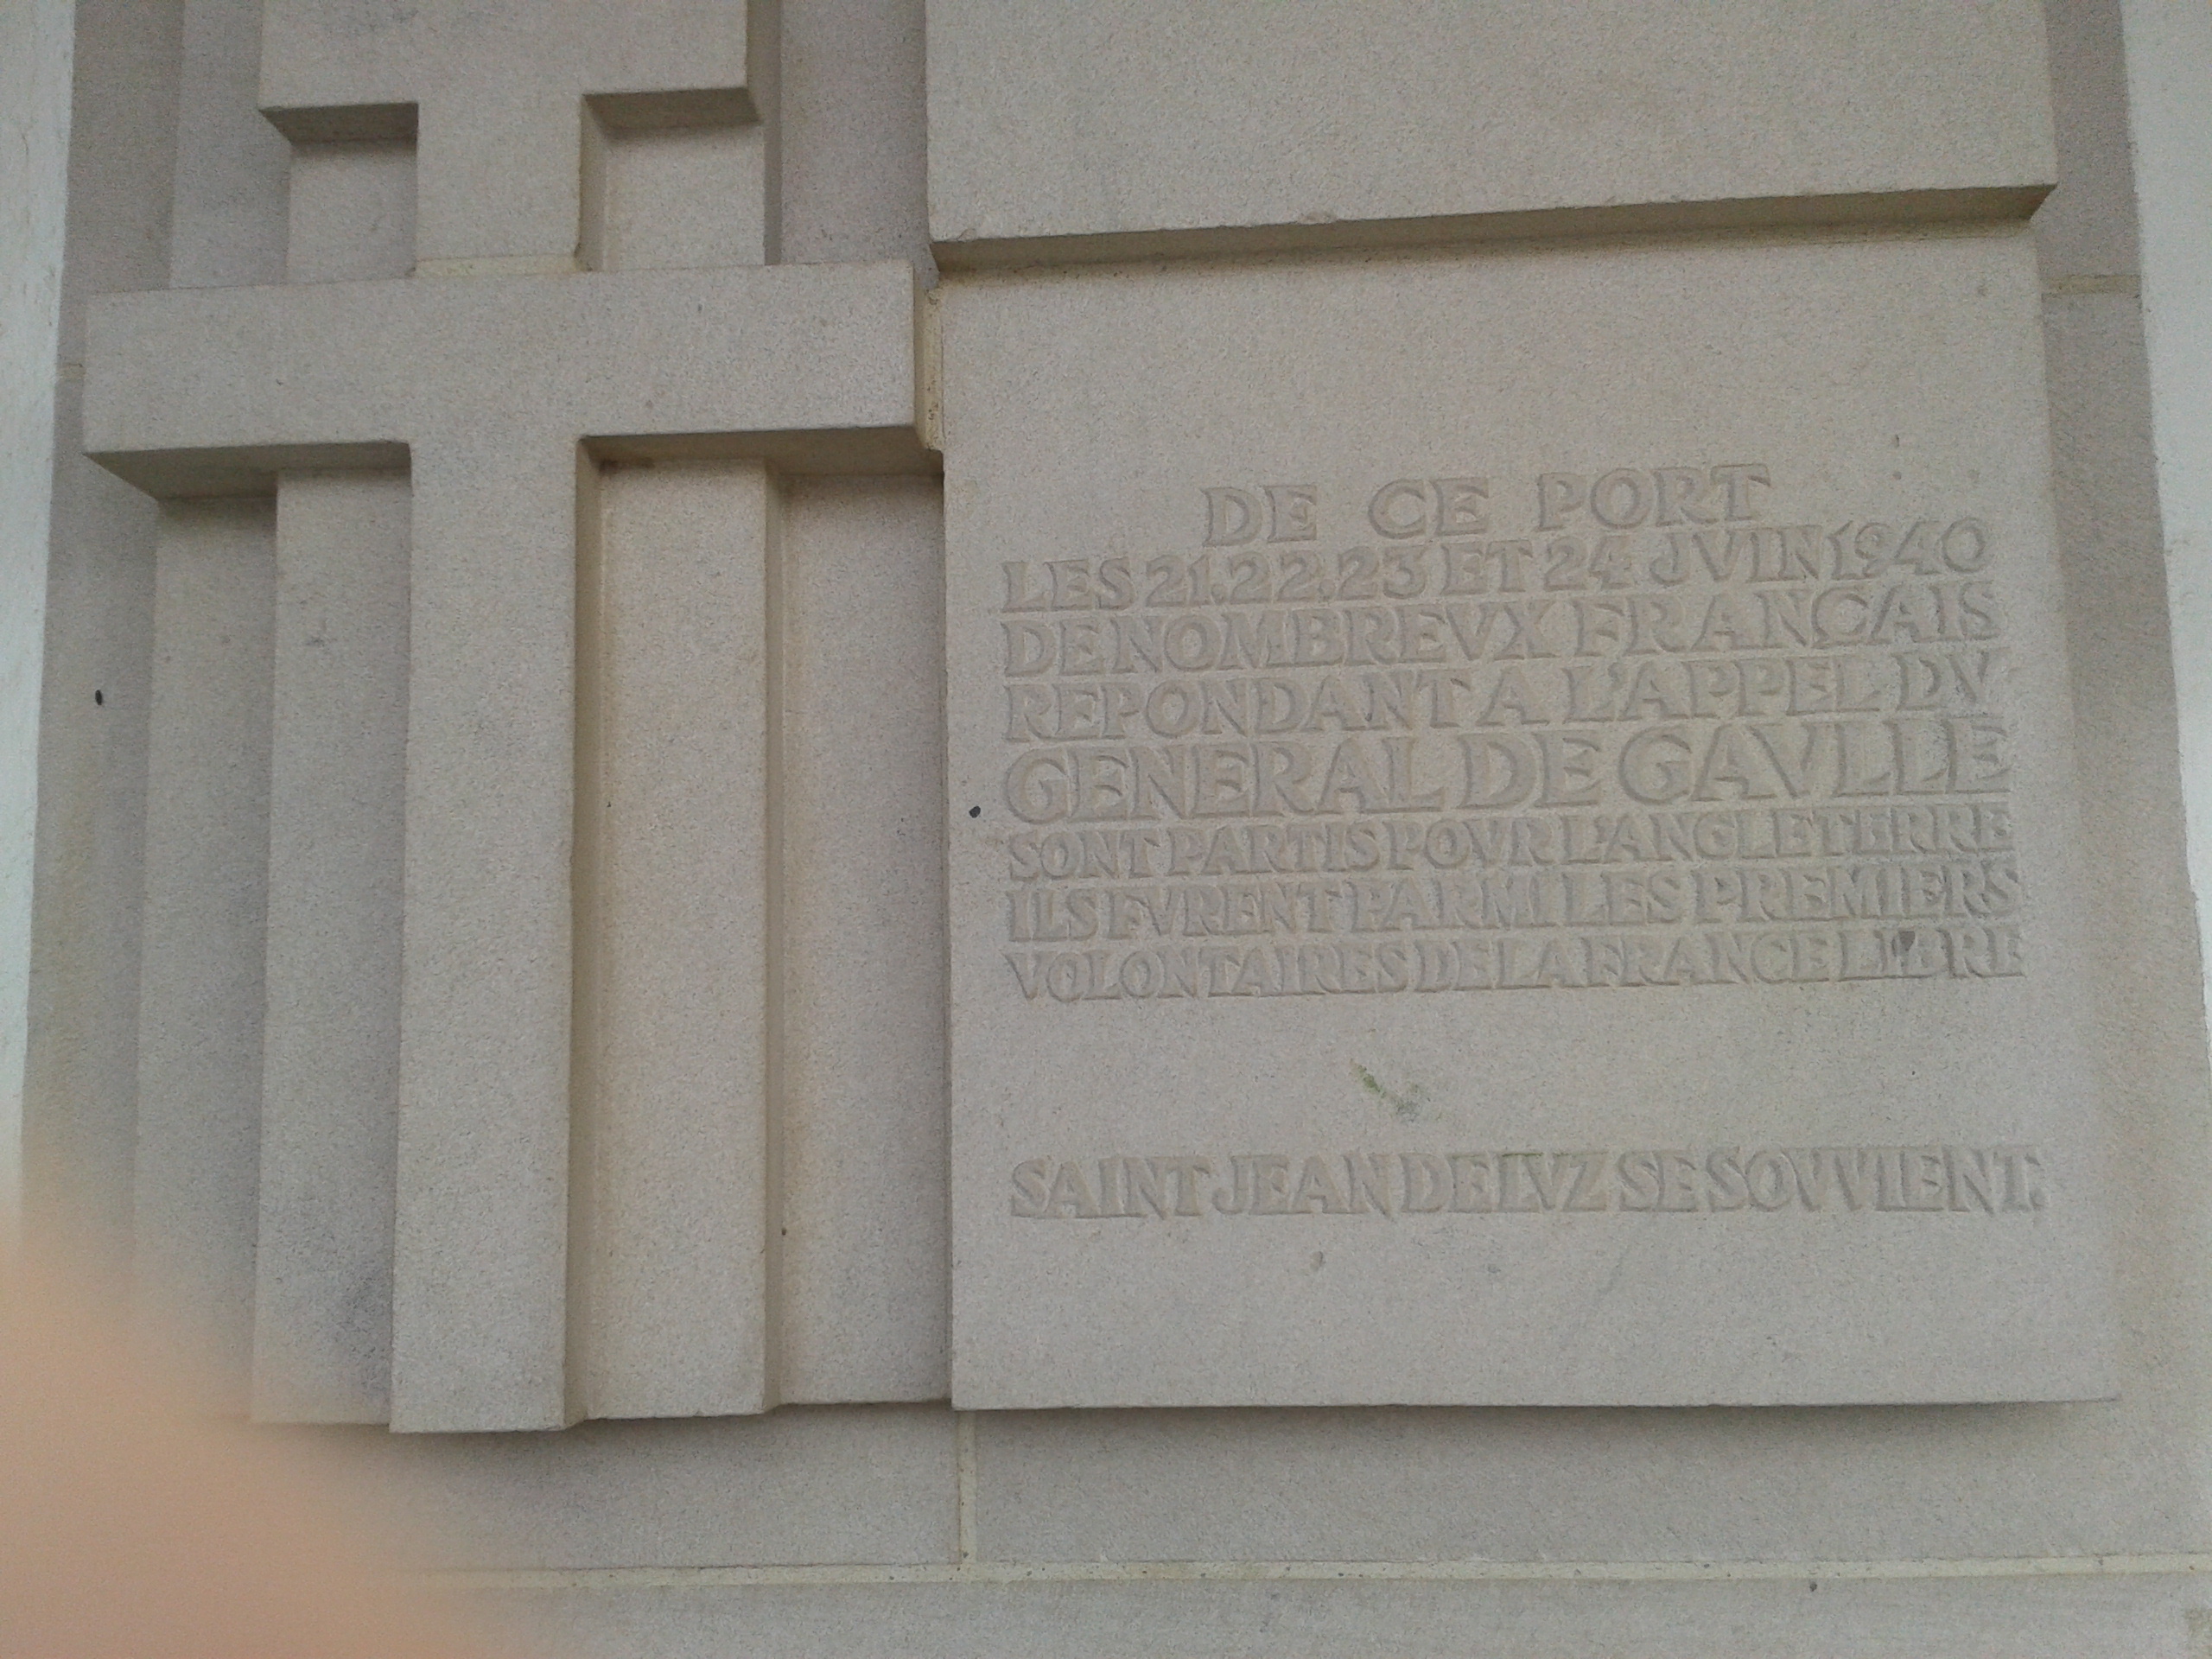 DE CE PORT
LES 21.22.23 ET 24 JVIN 1940
DE NOMBREVX FRANÇAIS
REPONDANT A L'APPEL DV
GENERAL DE GAVLLE
SONT PARTIS POVR L'ANGLETERRE
ILS FVRENT PARMI LES PREMIERS
VOLONTAIRES DE LA FRANCE LIBRE
SAINT JEAN DE LVZ SE SOVVIENT.